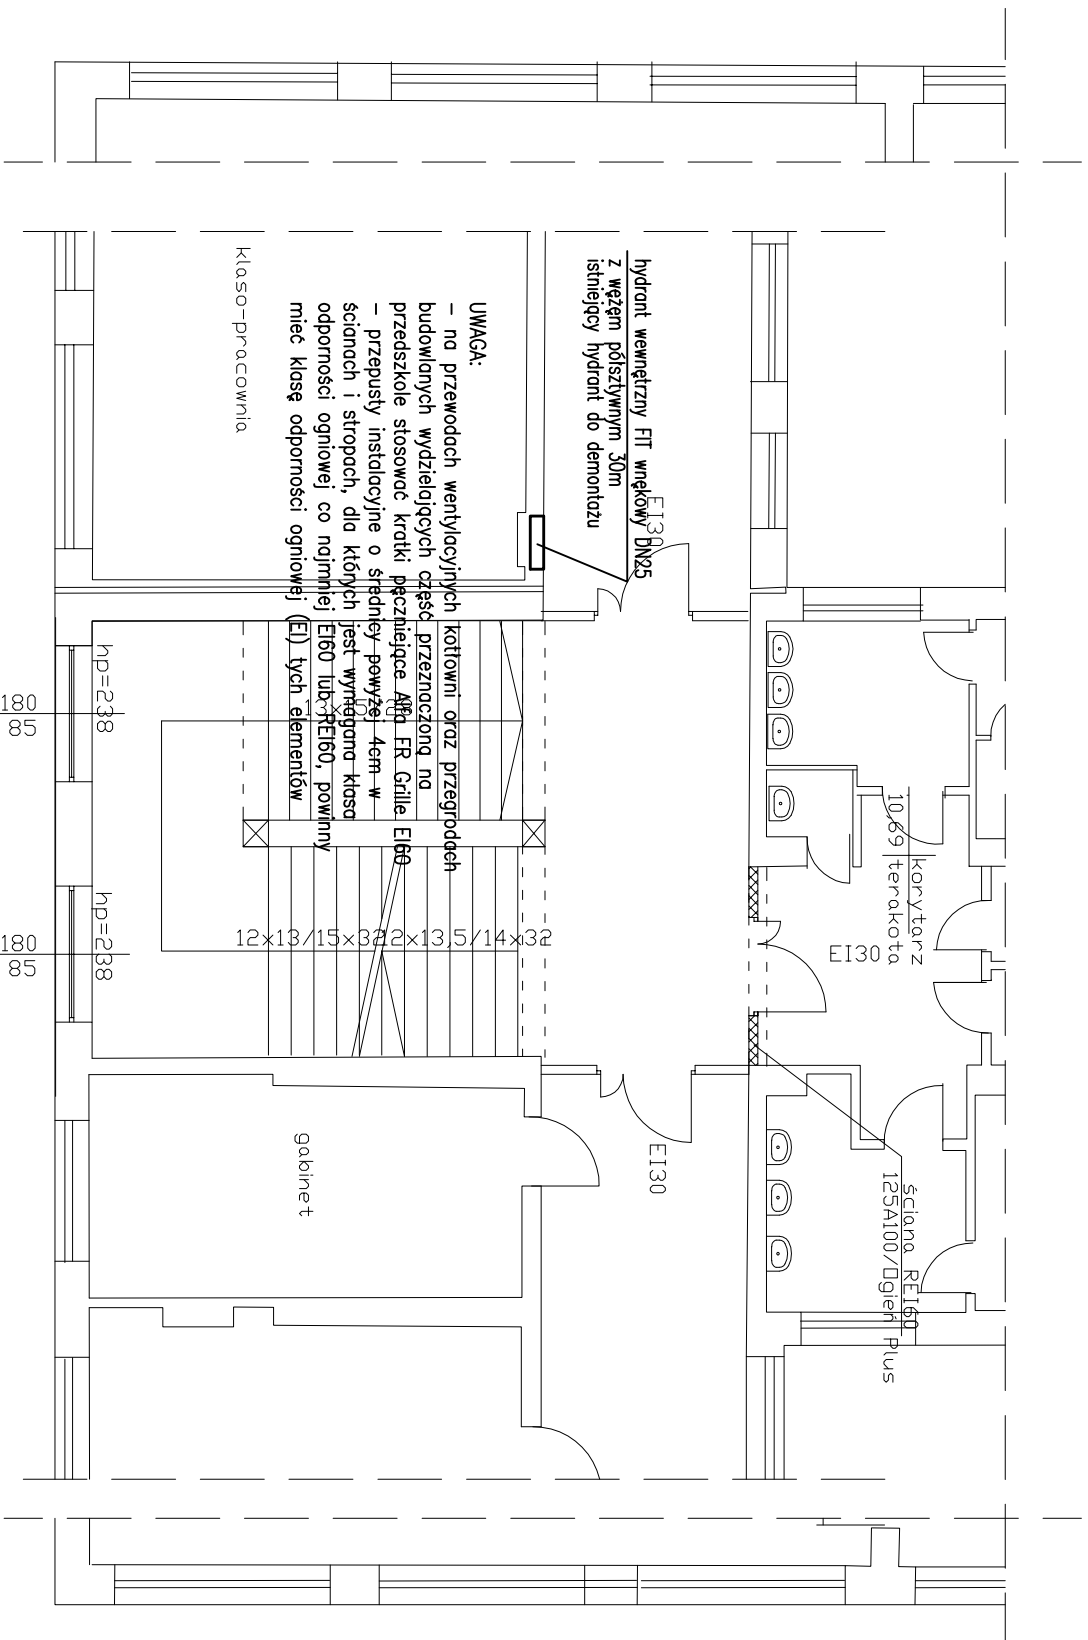 hydrant wewnętrzny FIT wnękowy DN25
z wężem półsztywnym 30m
istniejący hydrant do demontażu
EI30
UWAGA:
- na przewodach wentylacyjnych kotłowni oraz przegrodach
budowlanych wydzielających część przeznaczoną na
przedszkole stosować kratki pęczniejące Alfa FR Grille EI60
- przepusty instalacyjne o średnicy powyżej 4cm w
ścianach i stropach, dla których jest wymagana klasa
odporności ogniowej co najmniej EI60 lub REI60, powinny
mieć klasę odporności ogniowej (EI) tych elementów
klaso-pracownia
korytarz
10,69 terakota
EI30
12x13/15x32
12x13,5/14x32
hp=238
180
85
hp=238
180
85
EI30
gabinet
ściana REI60
125A100/Ogień Plus